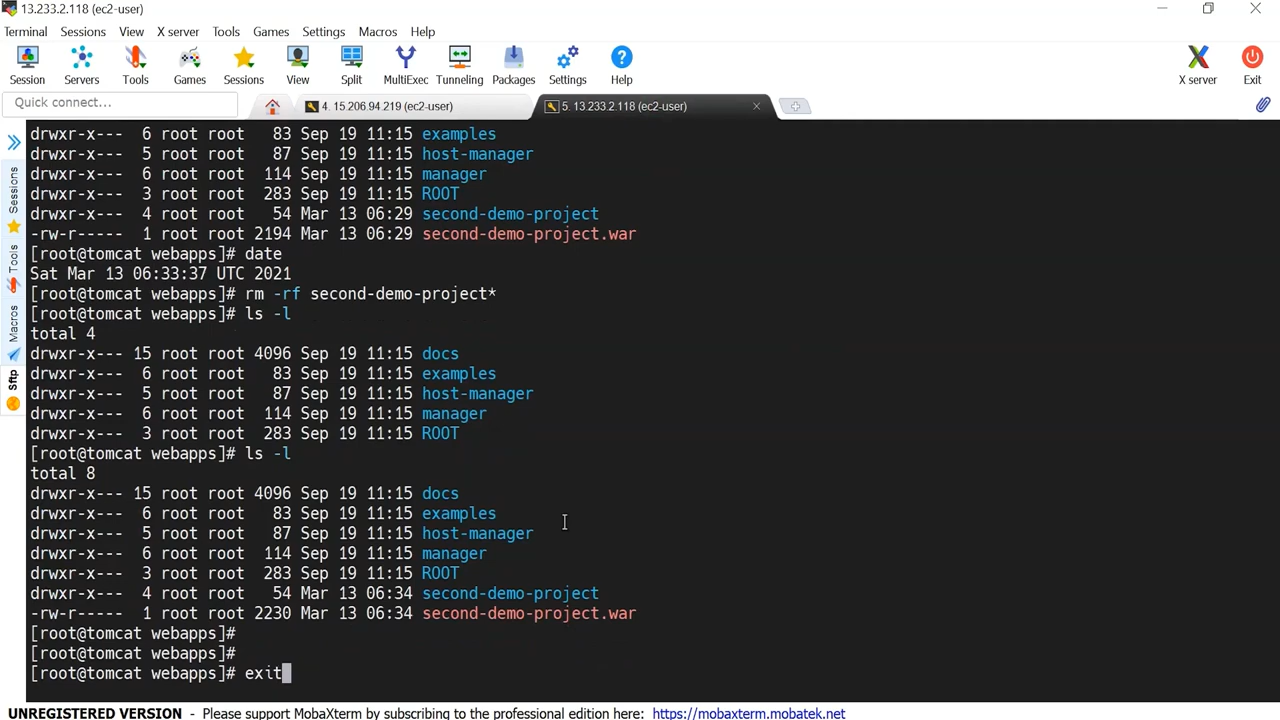 13.233.2.118 (ec2-user)
Terminal Sessions View X server Tools Games Settings Macros Help
Session Servers Tools Games Sessions View Split MultiExec Tunneling Packages Settings Help X server Exit
Quick connect... 4. 15.206.94.219 (ec2-user) 5. 13.233.2.118 (ec2-user)
Sessions
Tools
Macros
Sftp
drwxr-x--- 6 root root 83 Sep 19 11:15 examples
drwxr-x--- 5 root root 87 Sep 19 11:15 host-manager
drwxr-x--- 6 root root 114 Sep 19 11:15 manager
drwxr-x--- 3 root root 283 Sep 19 11:15 ROOT
drwxr-x--- 4 root root 54 Mar 13 06:29 second-demo-project
-rw-r----- 1 root root 2194 Mar 13 06:29 second-demo-project.war
[root@tomcat webapps]# date
Sat Mar 13 06:33:37 UTC 2021
[root@tomcat webapps]# rm -rf second-demo-project*
[root@tomcat webapps]# ls -l
total 4
drwxr-x--- 15 root root 4096 Sep 19 11:15 docs
drwxr-x--- 6 root root 83 Sep 19 11:15 examples
drwxr-x--- 5 root root 87 Sep 19 11:15 host-manager
drwxr-x--- 6 root root 114 Sep 19 11:15 manager
drwxr-x--- 3 root root 283 Sep 19 11:15 ROOT
[root@tomcat webapps]# ls -l
total 8
drwxr-x--- 15 root root 4096 Sep 19 11:15 docs
drwxr-x--- 6 root root 83 Sep 19 11:15 examples
drwxr-x--- 5 root root 87 Sep 19 11:15 host-manager
drwxr-x--- 6 root root 114 Sep 19 11:15 manager
drwxr-x--- 3 root root 283 Sep 19 11:15 ROOT
drwxr-x--- 4 root root 54 Mar 13 06:34 second-demo-project
-rw-r----- 1 root root 2230 Mar 13 06:34 second-demo-project.war
[root@tomcat webapps]#
[root@tomcat webapps]#
[root@tomcat webapps]# exit
UNREGISTERED VERSION - Please support MobaXterm by subscribing to the professional edition here: https://mobaxterm.mobatek.net